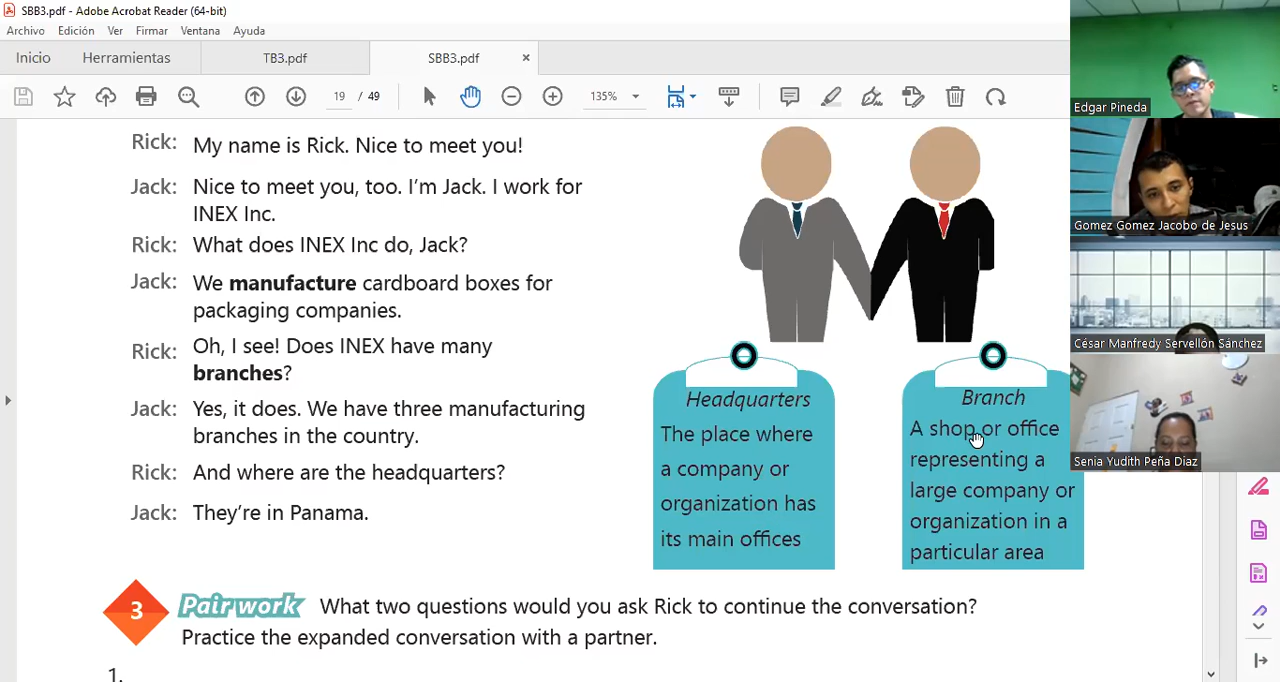 SBB3.pdf - Adobe Acrobat Reader (64-bit)
Archivo Edición Ver Firmar Ventana Ayuda
Inicio Herramientas TB3.pdf SBB3.pdf ×
19 / 49 135%
Rick: My name is Rick. Nice to meet you!
Jack: Nice to meet you, too. I'm Jack. I work for
INEX Inc.
Rick: What does INEX Inc do, Jack?
Jack: We manufacture cardboard boxes for
packaging companies.
Rick: Oh, I see! Does INEX have many
branches?
Jack: Yes, it does. We have three manufacturing
branches in the country.
Rick: And where are the headquarters?
Jack: They're in Panama.
Headquarters
The place where
a company or
organization has
its main offices
Branch
A shop or office
representing a
large company or
organization in a
particular area
3 Pair work What two questions would you ask Rick to continue the conversation?
Practice the expanded conversation with a partner.
1.
Edgar Pineda
Gomez Gomez Jacobo de Jesus
César Manfredy Servellón Sánchez
Senia Yudith Peña Diaz